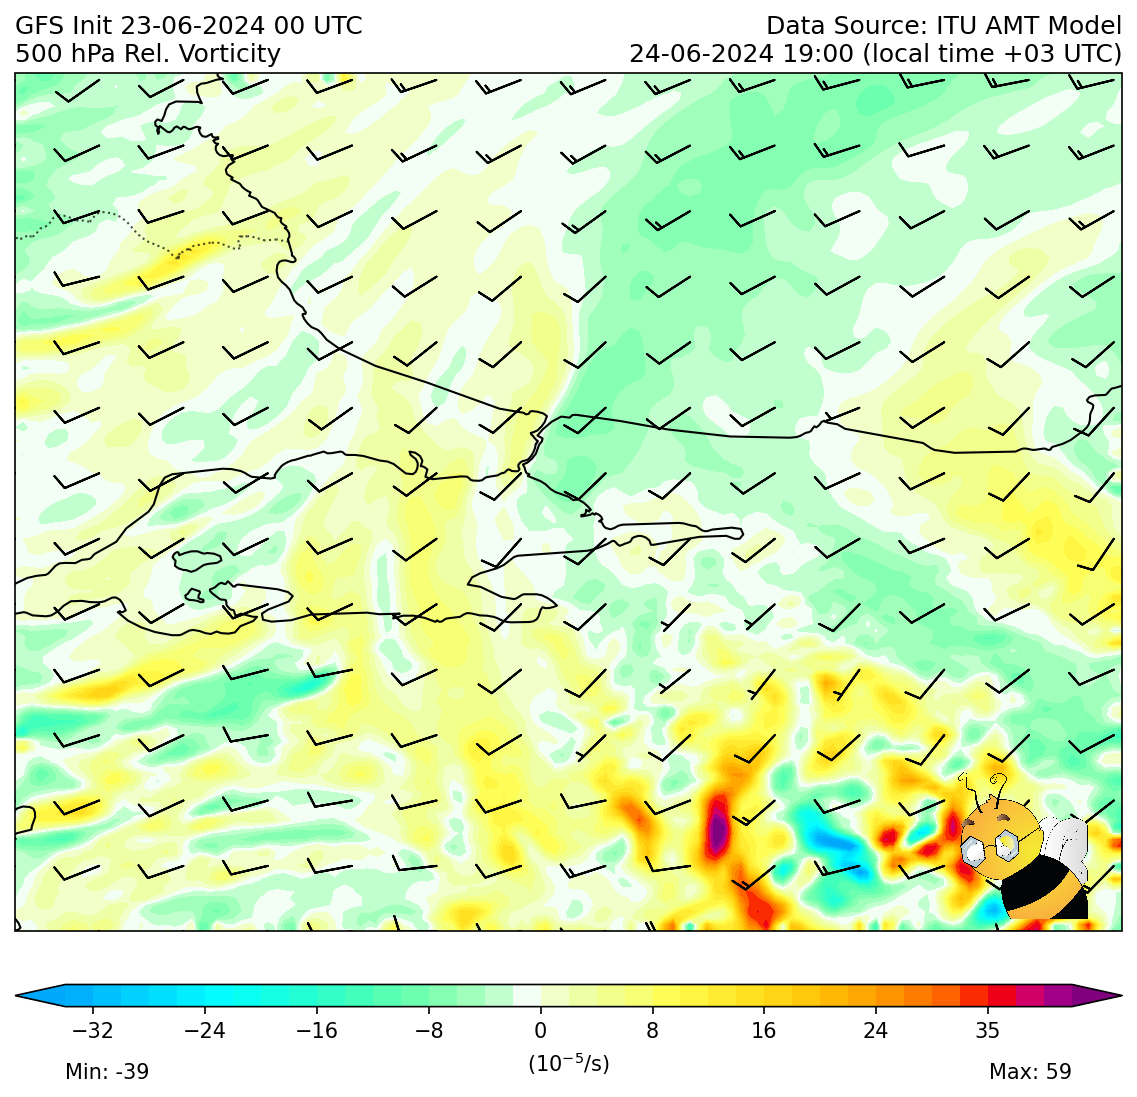 GFS Init 23-06-2024 00 UTC
Data Source: ITU AMT Model
500 hPa Rel. Vorticity
24-06-2024 19:00 (local time +03 UTC)
−32 −24 −16 −8 0 8 16 24 35
(10⁻⁵/s)
Min: -39
Max: 59